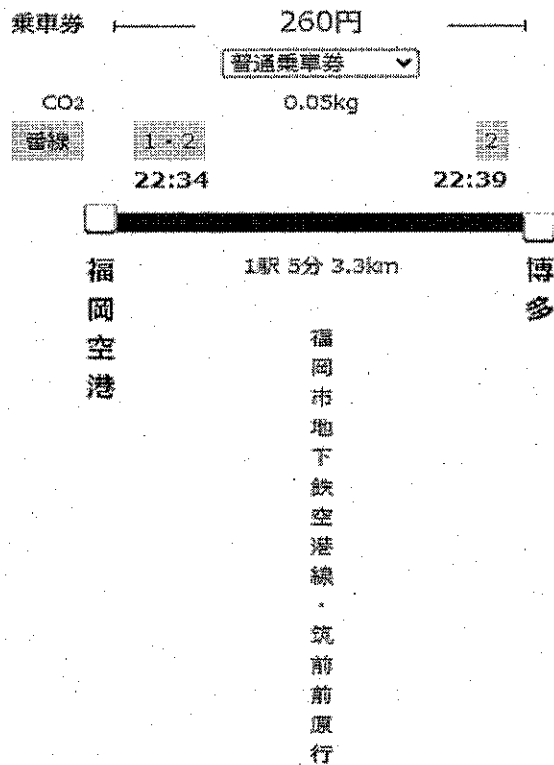 乗車券 260円
普通乗車券
CO2 0.05kg
番線 1・2 2
22:34 22:39
1駅 5分 3.3km
福岡空港
博多
福岡市地下鉄空港線・筑前前原行